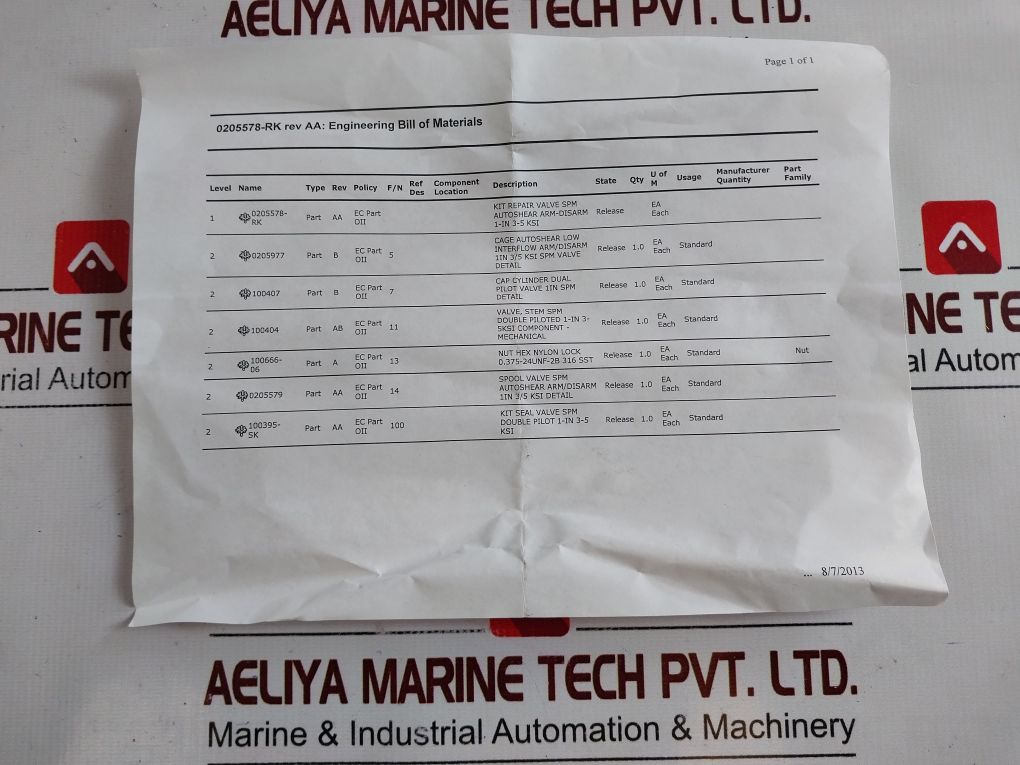 AELIYA MARINE TECH PVT. LTD.
Page 1 of 1
0205578-RK rev AA: Engineering Bill of Materials
Level Name Type Rev Policy F/N Ref Des Component Location Description State Qty U of M Usage Manufacturer Quantity Part Family
1 0205578-RK Part AA EC Part OII KIT REPAIR VALVE SPM AUTOSHEAR ARM-DISARM 1-IN 3-5 KSI Release EA Each
2 0205977 Part B EC Part OII 5 CAGE AUTOSHEAR LOW INTERFLOW ARM/DISARM 1IN 3/5 KSI SPM VALVE DETAIL Release 1.0 EA Each Standard
2 100407 Part B EC Part OII 7 CAP CYLINDER DUAL PILOT VALVE 1IN SPM DETAIL Release 1.0 EA Each Standard
2 100404 Part AB EC Part OII 11 VALVE, STEM SPM DOUBLE PILOTED 1-IN 3-5KSI COMPONENT - MECHANICAL Release 1.0 EA Each Standard
2 100666-06 Part A EC Part OII 13 NUT HEX NYLON LOCK 0.375-24UNF-2B 316 SST Release 1.0 EA Each Standard Nut
2 0205579 Part AA EC Part OII 14 SPOOL VALVE SPM AUTOSHEAR ARM/DISARM 1IN 3/5 KSI DETAIL Release 1.0 EA Each Standard
2 100395-SK Part AA EC Part OII 100 KIT SEAL VALVE SPM DOUBLE PILOT 1-IN 3-5 KSI Release 1.0 EA Each Standard
... 8/7/2013
RINE TE
rial Autom
NE TE
al Autom
AELIYA MARINE TECH PVT. LTD.
Marine & Industrial Automation & Machinery